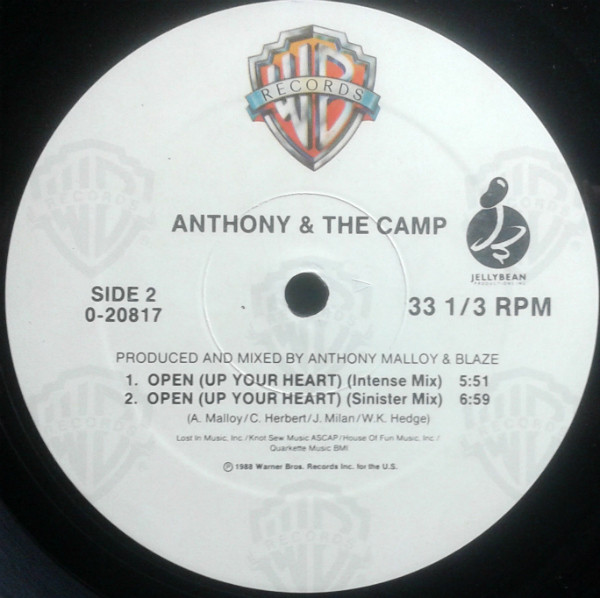 WB
RECORDS
ANTHONY & THE CAMP
JELLYBEAN
PRODUCTIONS, INC.
SIDE 2
0-20817
33 1/3 RPM
PRODUCED AND MIXED BY ANTHONY MALLOY & BLAZE
1. OPEN (UP YOUR HEART) (Intense Mix) 5:51
2. OPEN (UP YOUR HEART) (Sinister Mix) 6:59
(A. Malloy/C. Herbert/J. Milan/W.K. Hedge)
Lost In Music, Inc./Knot Sew Music ASCAP/House Of Fun Music, Inc./
Quarkette Music BMI
℗ 1988 Warner Bros. Records Inc. for the U.S.